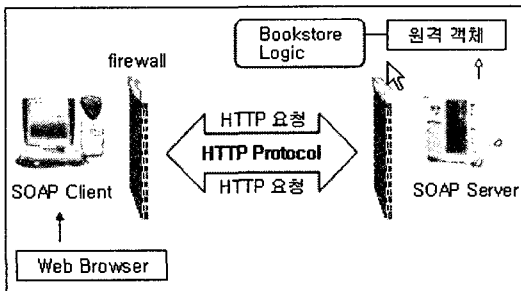 Bookstore
Logic
원격 객체
firewall
HTTP 요청
HTTP Protocol
HTTP 요청
SOAP Client
SOAP Server
Web Browser